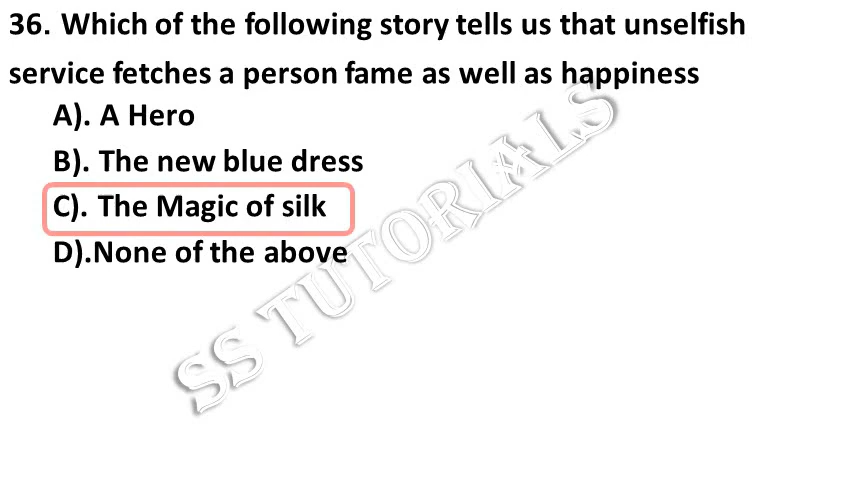 36. Which of the following story tells us that unselfish
service fetches a person fame as well as happiness
A). A Hero
B). The new blue dress
C). The Magic of silk
D).None of the above
SS TUTORIALS